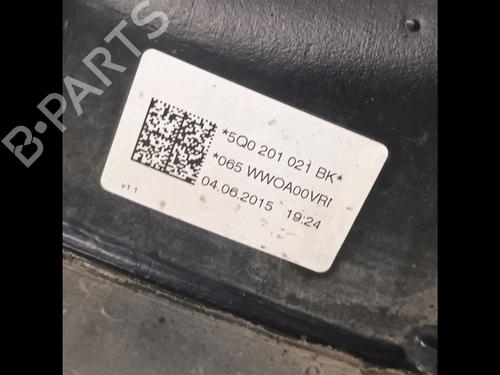 B-PARTS
*5Q0 201 021 BK*
*065 WWOA00VRI
04.06.2015 19:24
v1.1